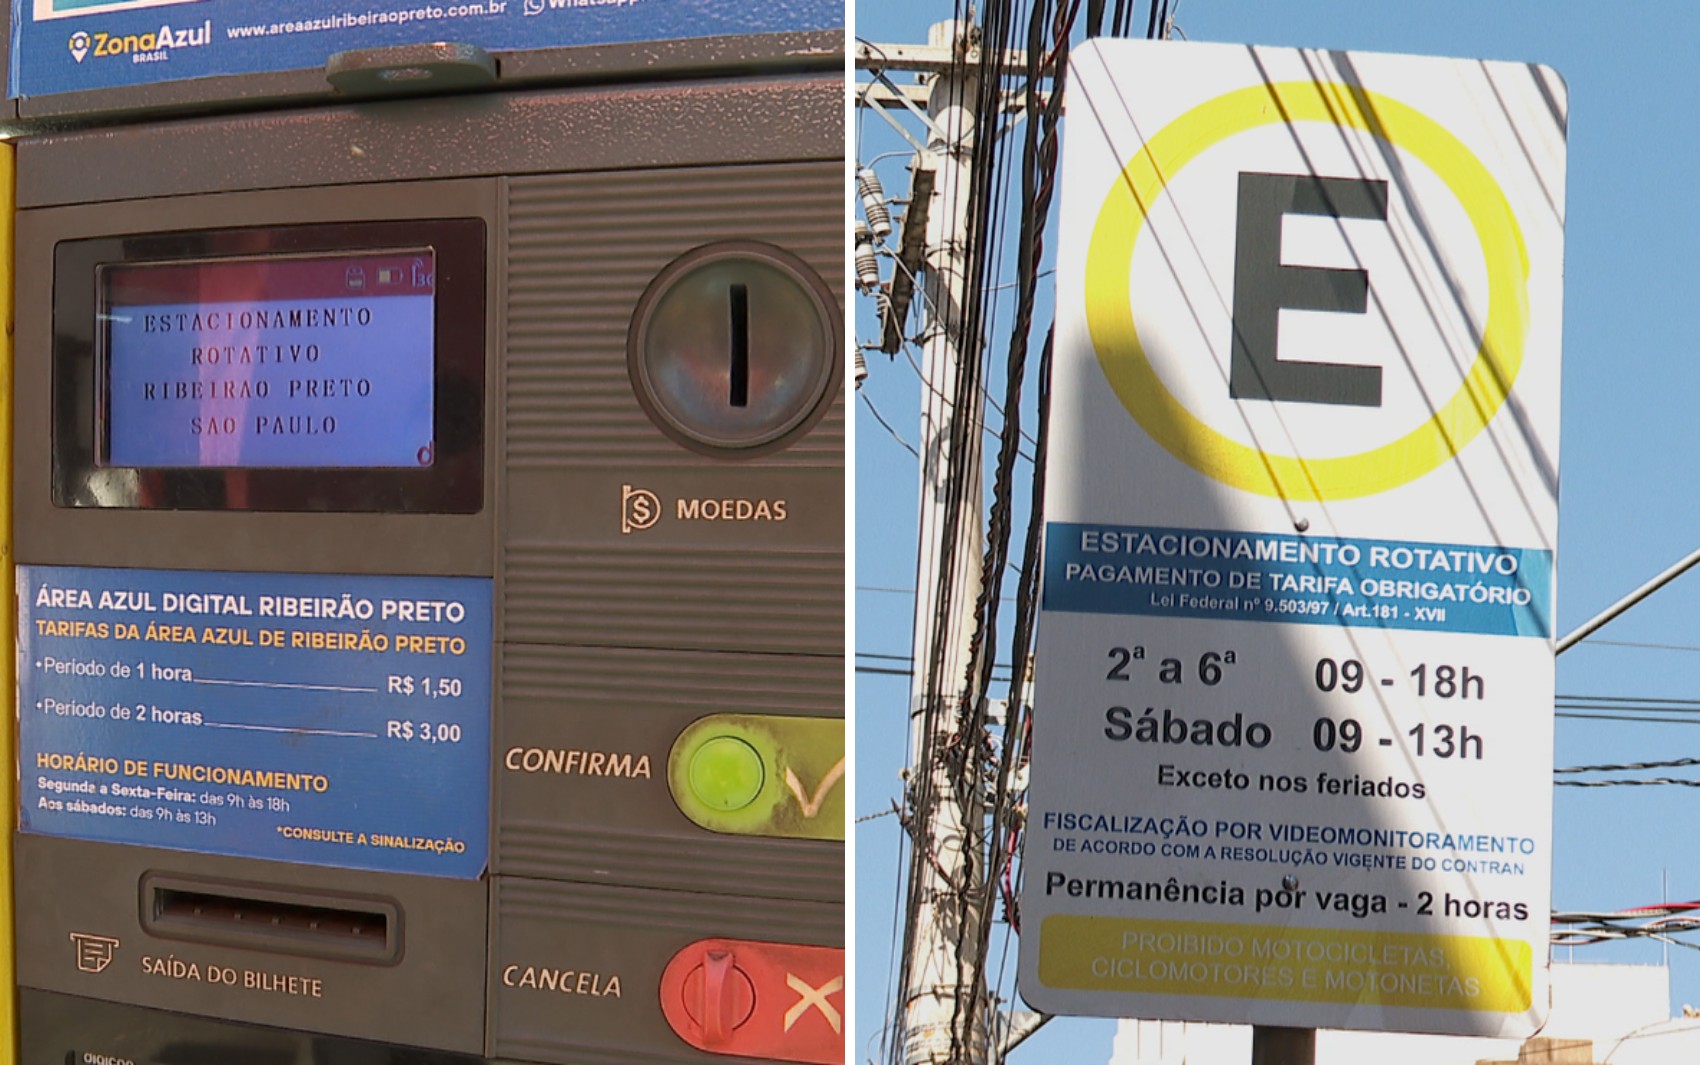 ZonaAzul
BRASIL
www.areaazulribeiraopreto.com.br
ESTACIONAMENTO
ROTATIVO
RIBEIRAO PRETO
SAO PAULO
d
MOEDAS
ÁREA AZUL DIGITAL RIBEIRÃO PRETO
TARIFAS DA ÁREA AZUL DE RIBEIRÃO PRETO
•Periodo de 1 hora R$ 1,50
•Periodo de 2 horas R$ 3,00
HORÁRIO DE FUNCIONAMENTO
Segunda a Sexta-Feira: das 9h às 18h
Aos sábados: das 9h às 13h
*CONSULTE A SINALIZAÇÃO
CONFIRMA
SAÍDA DO BILHETE
CANCELA
E
ESTACIONAMENTO ROTATIVO
PAGAMENTO DE TARIFA OBRIGATÓRIO
Lei Federal nº 9.503/97 / Art.181 - XVII
2ª a 6ª 09 - 18h
Sábado 09 - 13h
Exceto nos feriados
FISCALIZAÇÃO POR VIDEOMONITORAMENTO
DE ACORDO COM A RESOLUÇÃO VIGENTE DO CONTRAN
Permanência por vaga - 2 horas
PROIBIDO MOTOCICLETAS,
CICLOMOTORES E MOTONETAS